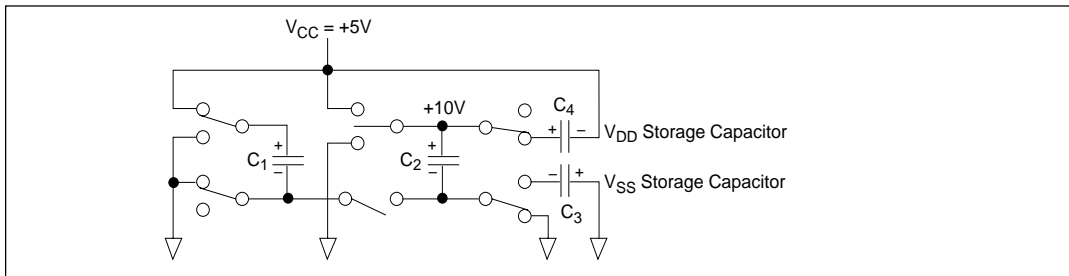 V_CC = +5V
+10V
C_4
+
−
V_DD Storage Capacitor
+
C_1
−
+
C_2
−
−
+
V_SS Storage Capacitor
C_3